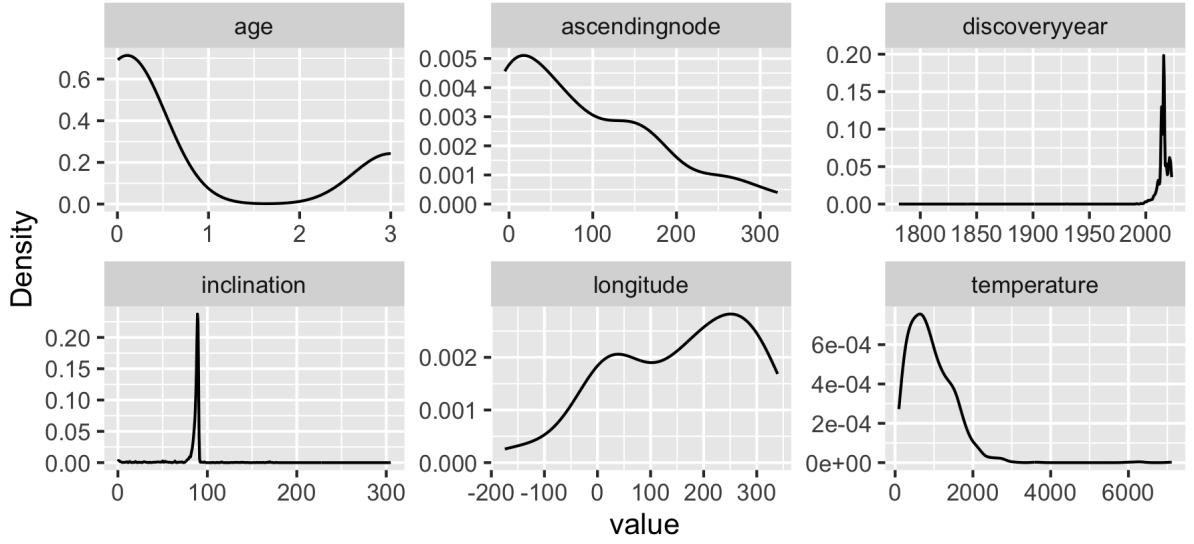 age
ascendingnode
discoveryyear
0.6
0.4
0.2
0.0
0 1 2 3
0.005
0.004
0.003
0.002
0.001
0.000
0 100 200 300
0.20
0.15
0.10
0.05
0.00
1800 1850 1900 1950 2000
Density
inclination
longitude
temperature
0.20
0.15
0.10
0.05
0.00
0 100 200 300
0.002
0.001
0.000
-200 -100 0 100 200 300
6e-04
4e-04
2e-04
0e+00
0 2000 4000 6000
value